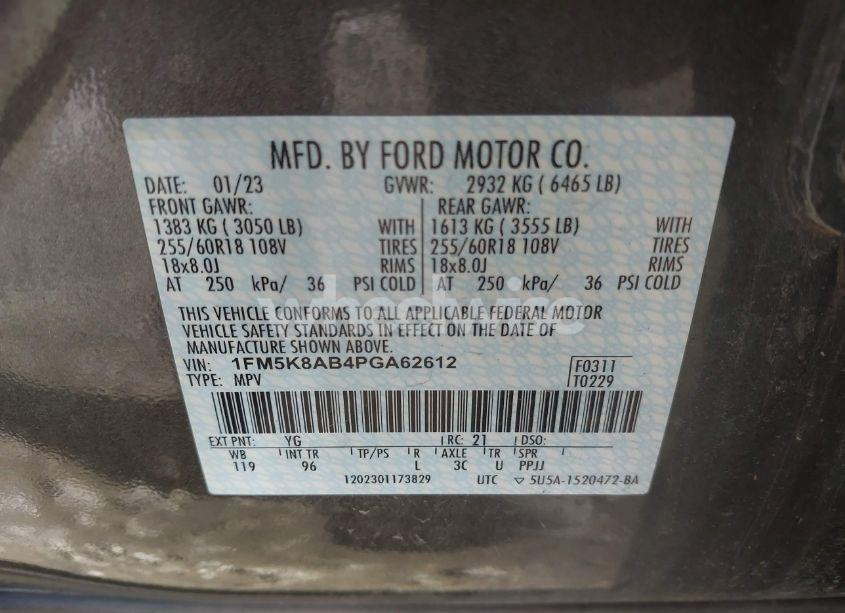 MFD. BY FORD MOTOR CO.
DATE: 01/23 GVWR: 2932 KG ( 6465 LB)
FRONT GAWR: REAR GAWR:
1383 KG ( 3050 LB) WITH 1613 KG ( 3555 LB) WITH
255/60R18 108V TIRES 255/60R18 108V TIRES
18x8.0J RIMS 18x8.0J RIMS
AT 250 kPa/ 36 PSI COLD AT 250 kPa/ 36 PSI COLD
THIS VEHICLE CONFORMS TO ALL APPLICABLE FEDERAL MOTOR
VEHICLE SAFETY STANDARDS IN EFFECT ON THE DATE OF
MANUFACTURE SHOWN ABOVE.
VIN: 1FM5K8AB4PGA62612 F0311
TYPE: MPV T0229
EXT PNT: YG RC: 21 DSO:
WB INT TR TP/PS R AXLE TR SPR
119 96 L 3C U PPJJ
1202301173829 UTC ▽ 5U5A-1520472-BA